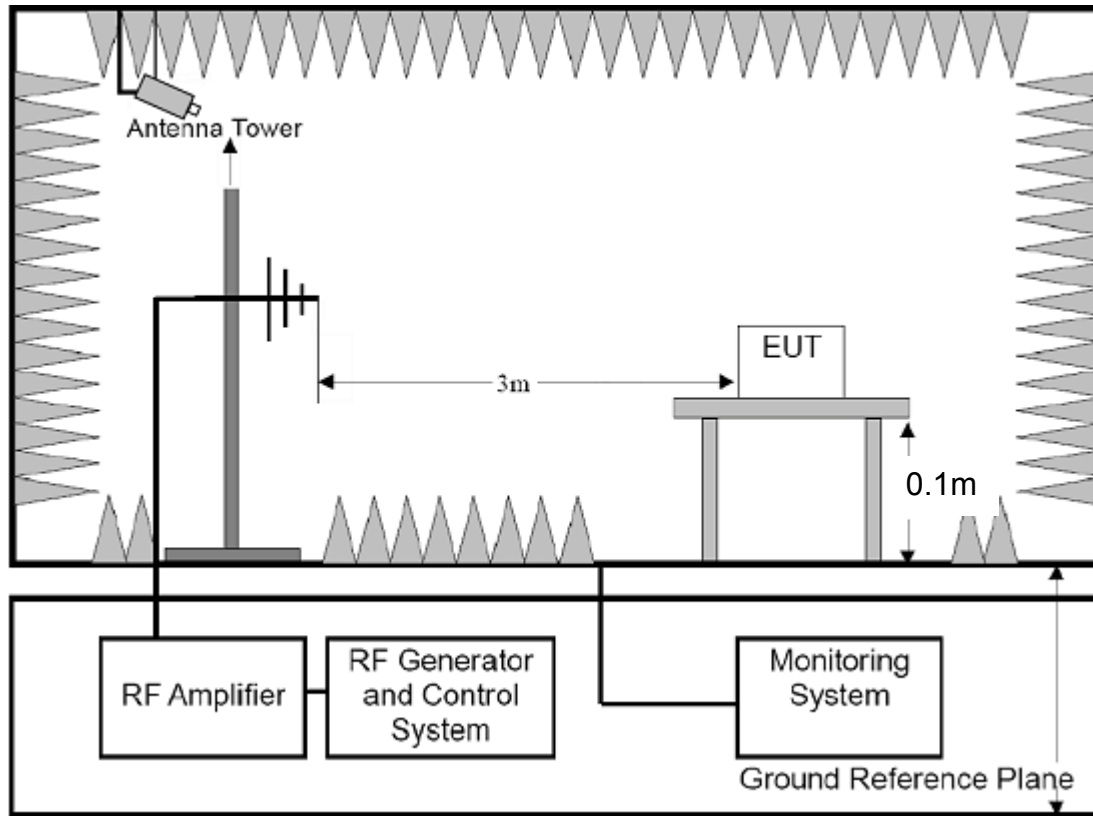 Antenna Tower
EUT
3m
0.1m
RF Amplifier
RF Generator
and Control
System
Monitoring
System
Ground Reference Plane